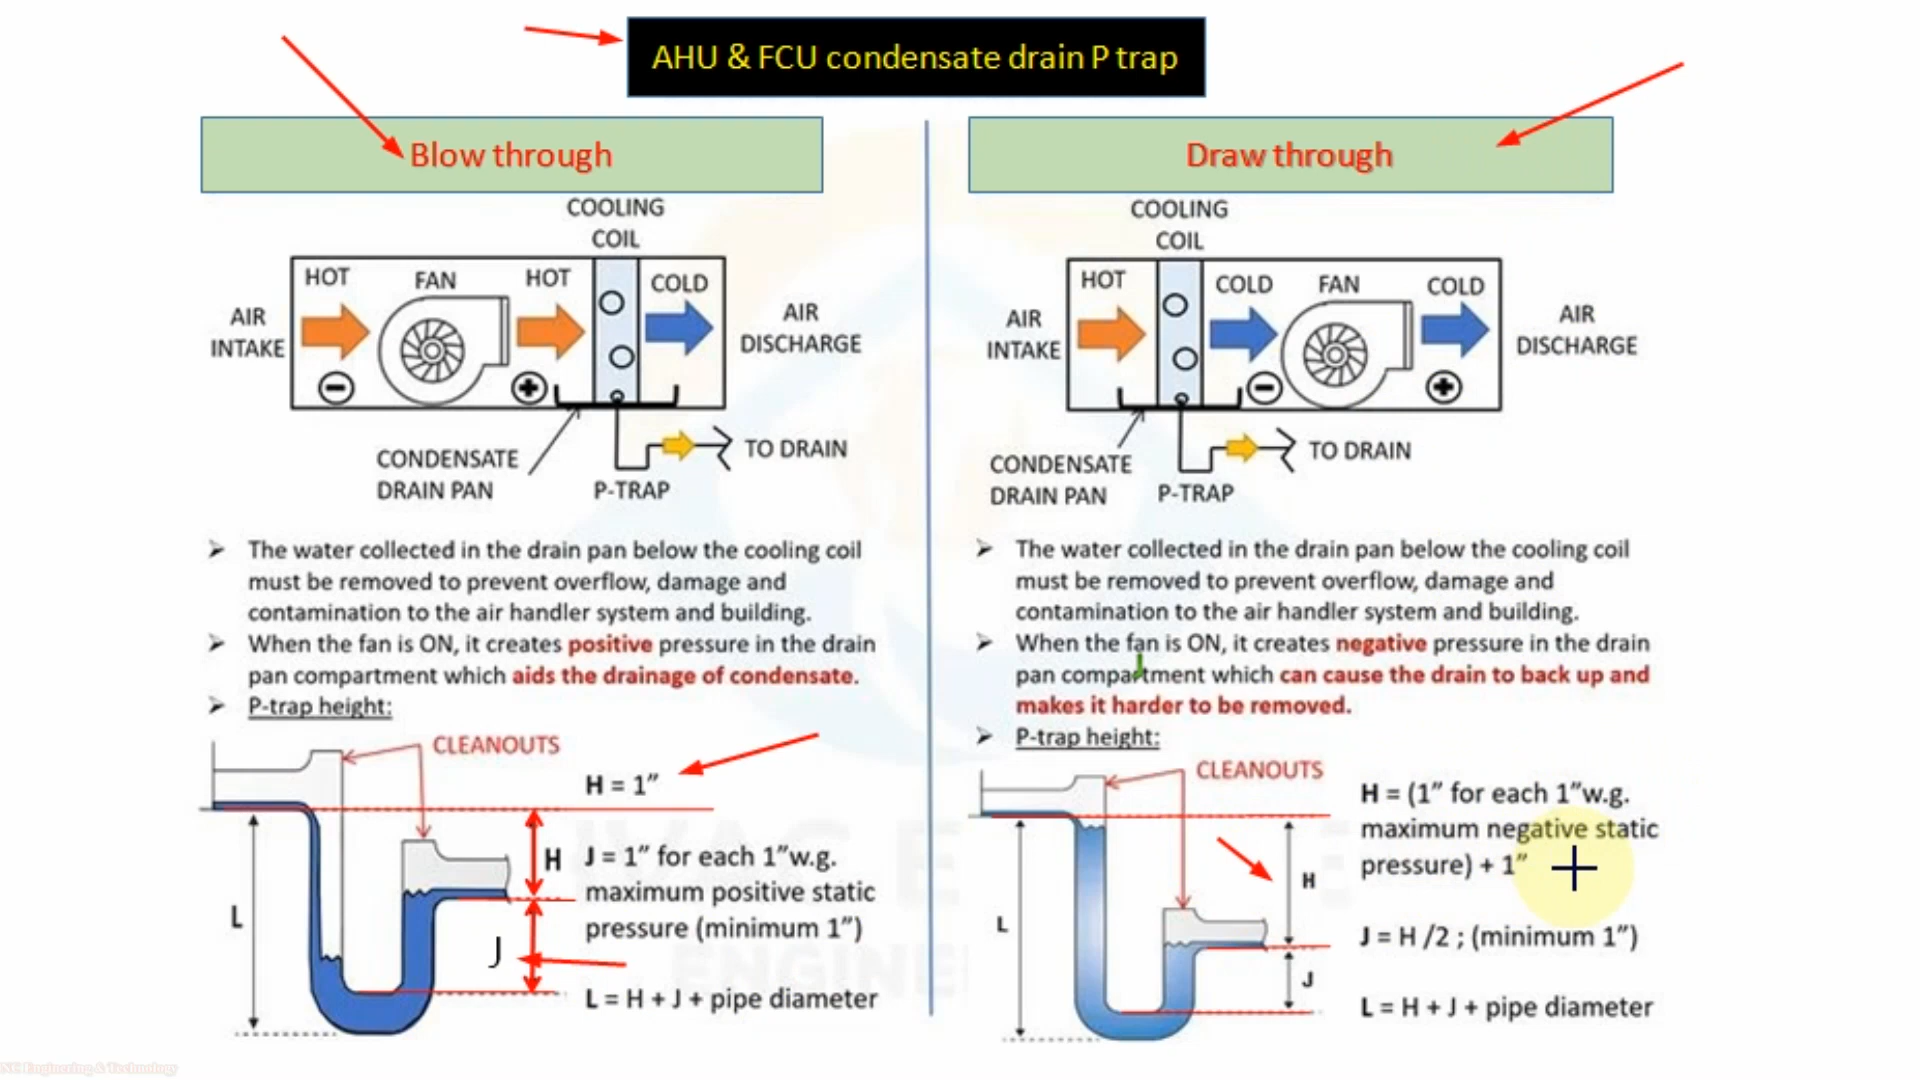 AHU & FCU condensate drain P trap
Blow through
COOLING
COIL
HOT
FAN
HOT
COLD
AIR
INTAKE
AIR
DISCHARGE
CONDENSATE
DRAIN PAN
P-TRAP
TO DRAIN
➢ The water collected in the drain pan below the cooling coil
must be removed to prevent overflow, damage and
contamination to the air handler system and building.
➢ When the fan is ON, it creates positive pressure in the drain
pan compartment which aids the drainage of condensate.
➢ P-trap height:
CLEANOUTS
H = 1”
H
J = 1” for each 1”w.g.
maximum positive static
pressure (minimum 1”)
L
J
L = H + J + pipe diameter
Draw through
COOLING
COIL
HOT
COLD
FAN
COLD
AIR
INTAKE
AIR
DISCHARGE
CONDENSATE
DRAIN PAN
P-TRAP
TO DRAIN
➢ The water collected in the drain pan below the cooling coil
must be removed to prevent overflow, damage and
contamination to the air handler system and building.
➢ When the fan is ON, it creates negative pressure in the drain
pan compartment which can cause the drain to back up and
makes it harder to be removed.
➢ P-trap height:
CLEANOUTS
H = (1” for each 1”w.g.
maximum negative static
pressure) + 1”
H
L
J = H /2 ; (minimum 1”)
J
L = H + J + pipe diameter
Engineering & Technology